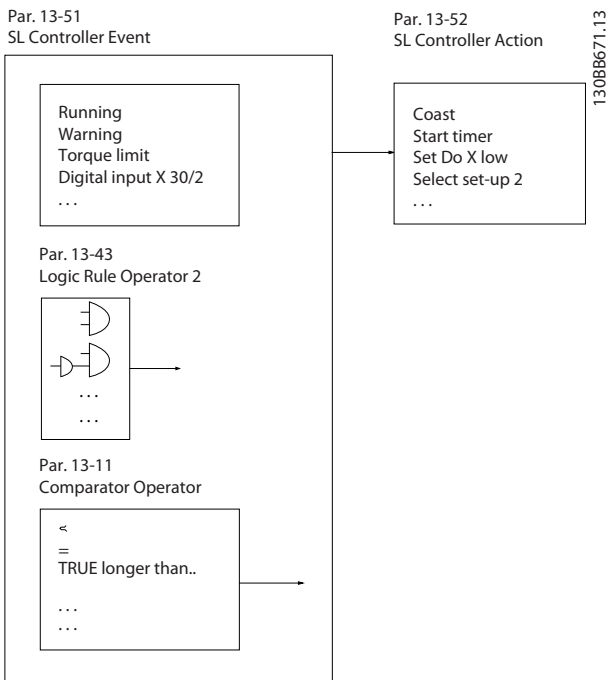 Par. 13-51
SL Controller Event
Par. 13-52
SL Controller Action
130BB671.13
Running
Warning
Torque limit
Digital input X 30/2
. . .
Coast
Start timer
Set Do X low
Select set-up 2
. . .
Par. 13-43
Logic Rule Operator 2
. . .
. . .
Par. 13-11
Comparator Operator
<
=
TRUE longer than..
. . .
. . .